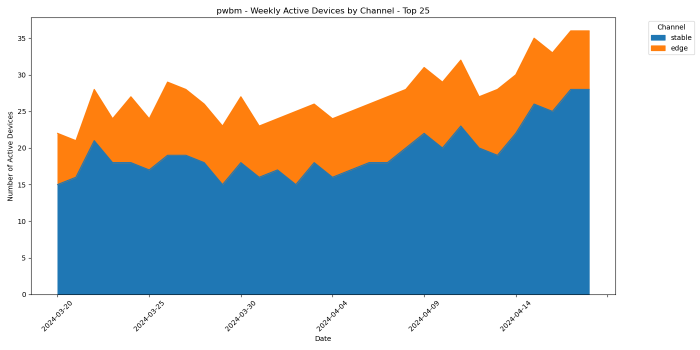 pwbm - Weekly Active Devices by Channel - Top 25
Channel
stable
edge
Number of Active Devices
35
30
25
20
15
10
5
0
2024-03-20
2024-03-25
2024-03-30
2024-04-04
2024-04-09
2024-04-14
Date